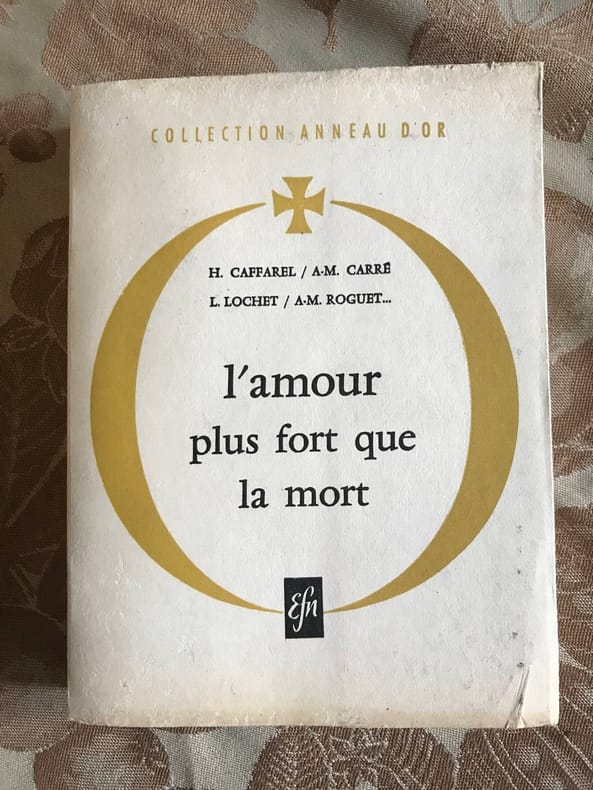 COLLECTION ANNEAU D'OR
H. CAFFAREL / A-M. CARRÉ
L. LOCHET / A-M. ROGUET...
l'amour
plus fort que
la mort
Efn